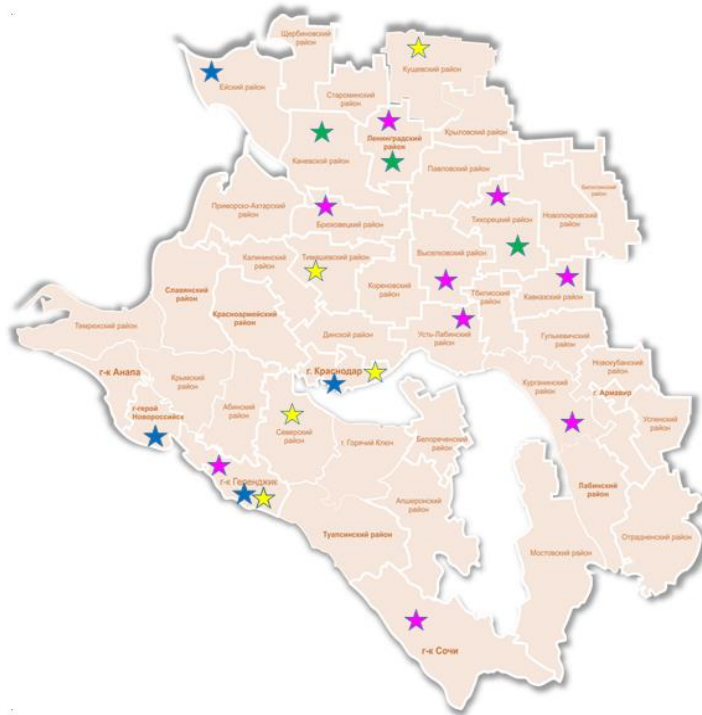 Щербиновский
район
Кущевский район
Ейский район
Староминский
район
Ленинградский
район
Крыловский район
Каневской район
Павловский район
Приморско-Ахтарский
район
Брюховецкий район
Тихорецкий район
Новопокровский
район
Белоглинский
район
Калининский
район
Тимашевский район
Выселковский район
Кореновский
район
Славянский
район
Красноармейский
район
Тбилисский
район
Кавказский район
Темрюкский район
Динской район
Усть-Лабинский
район
Гулькевичский
район
г-к Анапа
Крымский
район
г. Краснодар
Новокубанский
район
Курганинский
район
г. Армавир
г-герой
Новороссийск
Абинский
район
Северский
район
г. Горячий Ключ
Белореченский
район
Успенский
район
г-к Геленджик
Апшеронский
район
Лабинский
район
Туапсинский район
Мостовский район
Отрадненский район
г-к Сочи